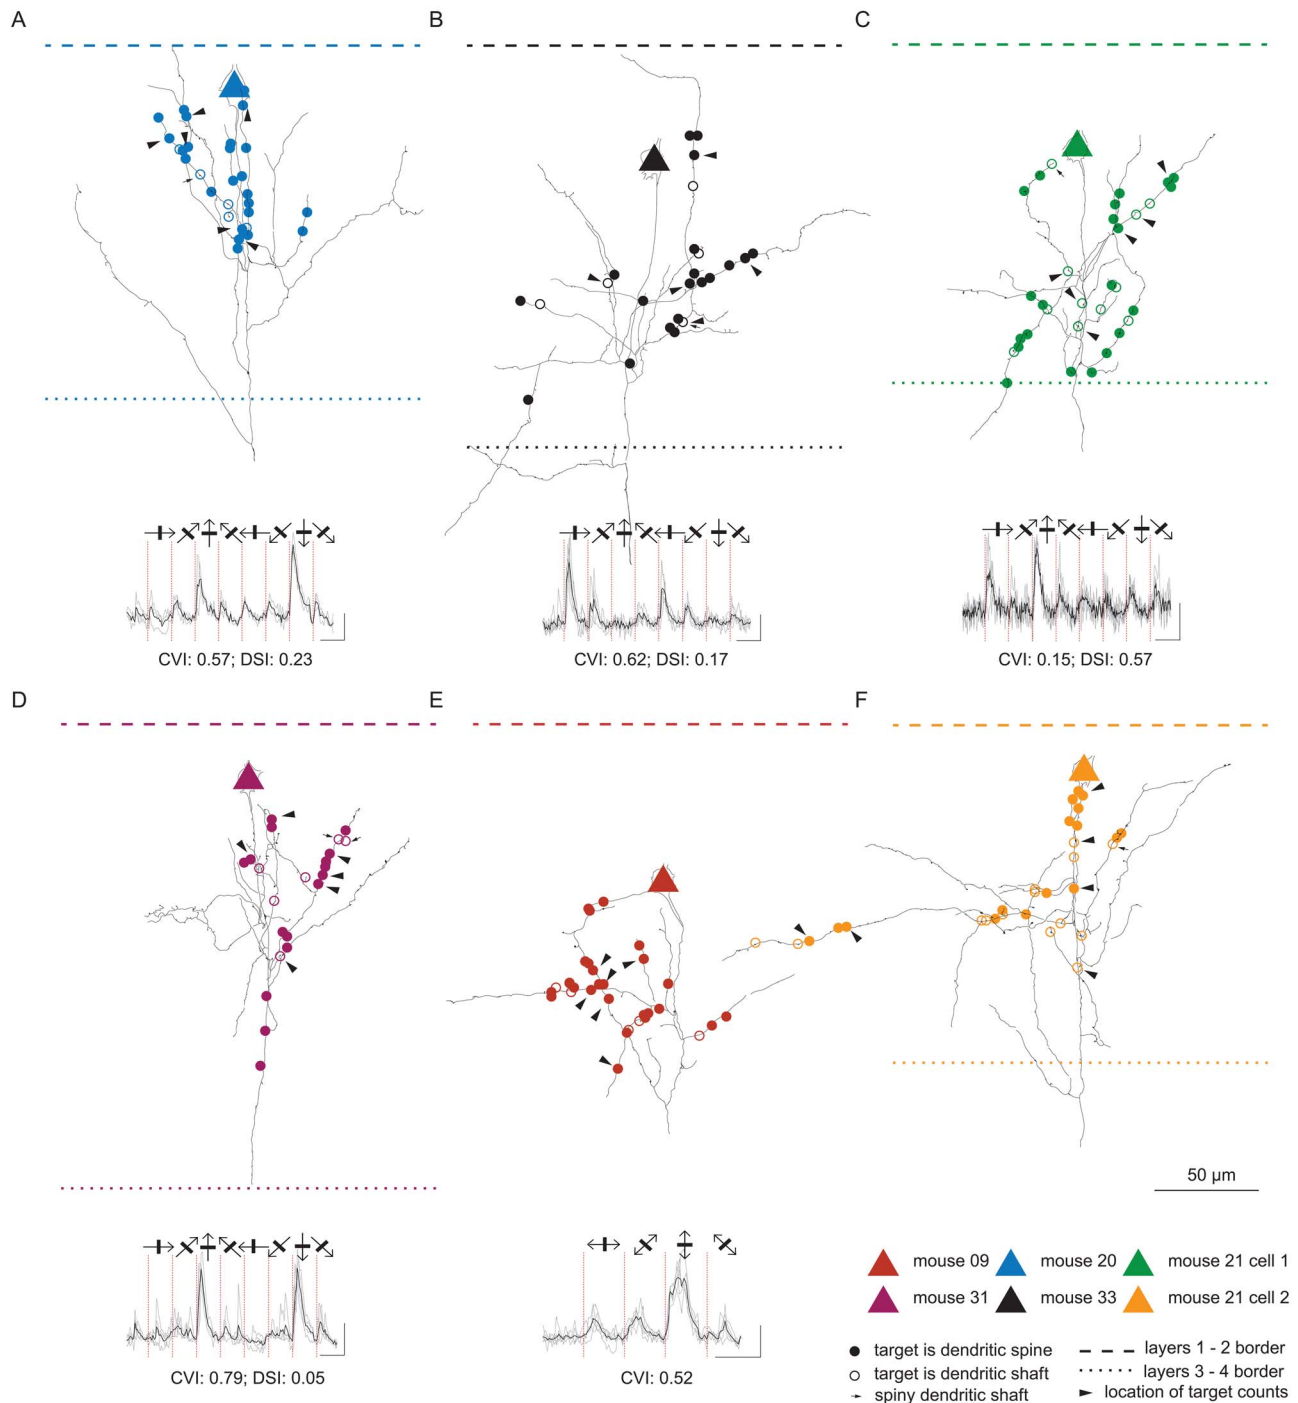 A B C
CVI: 0.57; DSI: 0.23
CVI: 0.62; DSI: 0.17
CVI: 0.15; DSI: 0.57
D E F
50 µm
CVI: 0.79; DSI: 0.05
CVI: 0.52
mouse 09 mouse 20 mouse 21 cell 1
mouse 31 mouse 33 mouse 21 cell 2
target is dendritic spine
target is dendritic shaft
spiny dendritic shaft
layers 1 - 2 border
layers 3 - 4 border
location of target counts